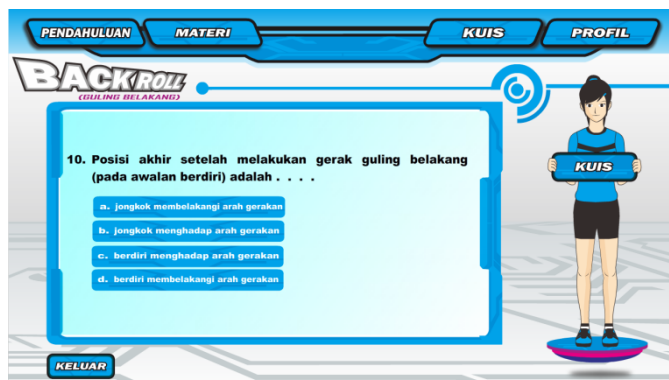 PENDAHULUAN MATERI KUIS PROFIL
BACK ROLL
(GULING BELAKANG)
10. Posisi akhir setelah melakukan gerak guling belakang
(pada awalan berdiri) adalah . . . .
a. jongkok membelakangi arah gerakan
b. jongkok menghadap arah gerakan
c. berdiri menghadap arah gerakan
d. berdiri membelakangi arah gerakan
KUIS
KELUAR